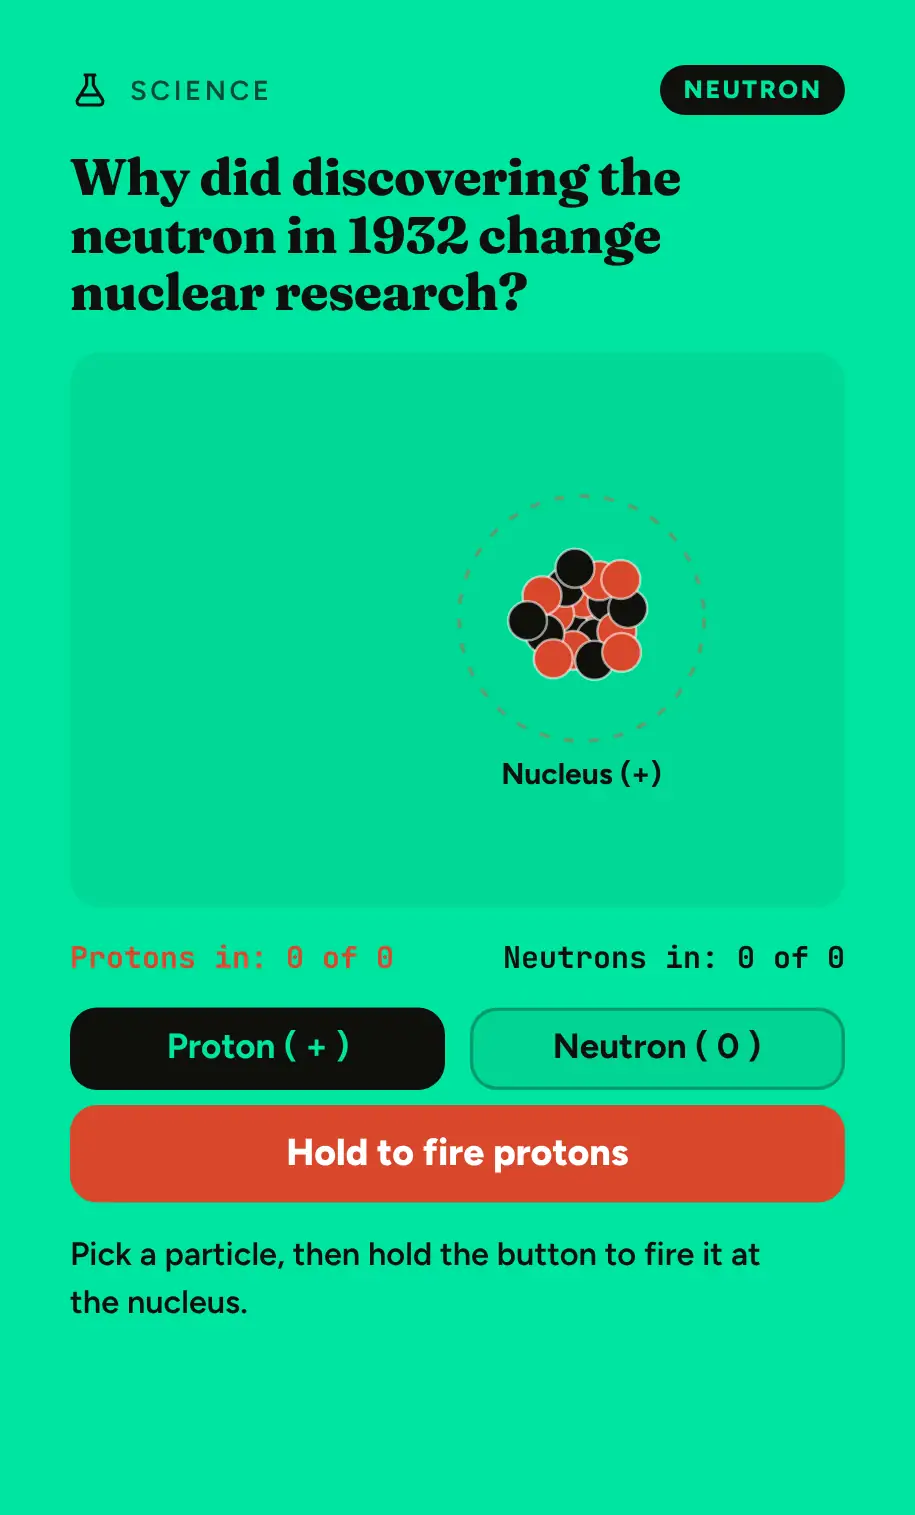 SCIENCE
NEUTRON
Why did discovering the
neutron in 1932 change
nuclear research?
Nucleus (+)
Protons in: 0 of 0
Neutrons in: 0 of 0
Proton ( + )
Neutron ( 0 )
Hold to fire protons
Pick a particle, then hold the button to fire it at
the nucleus.